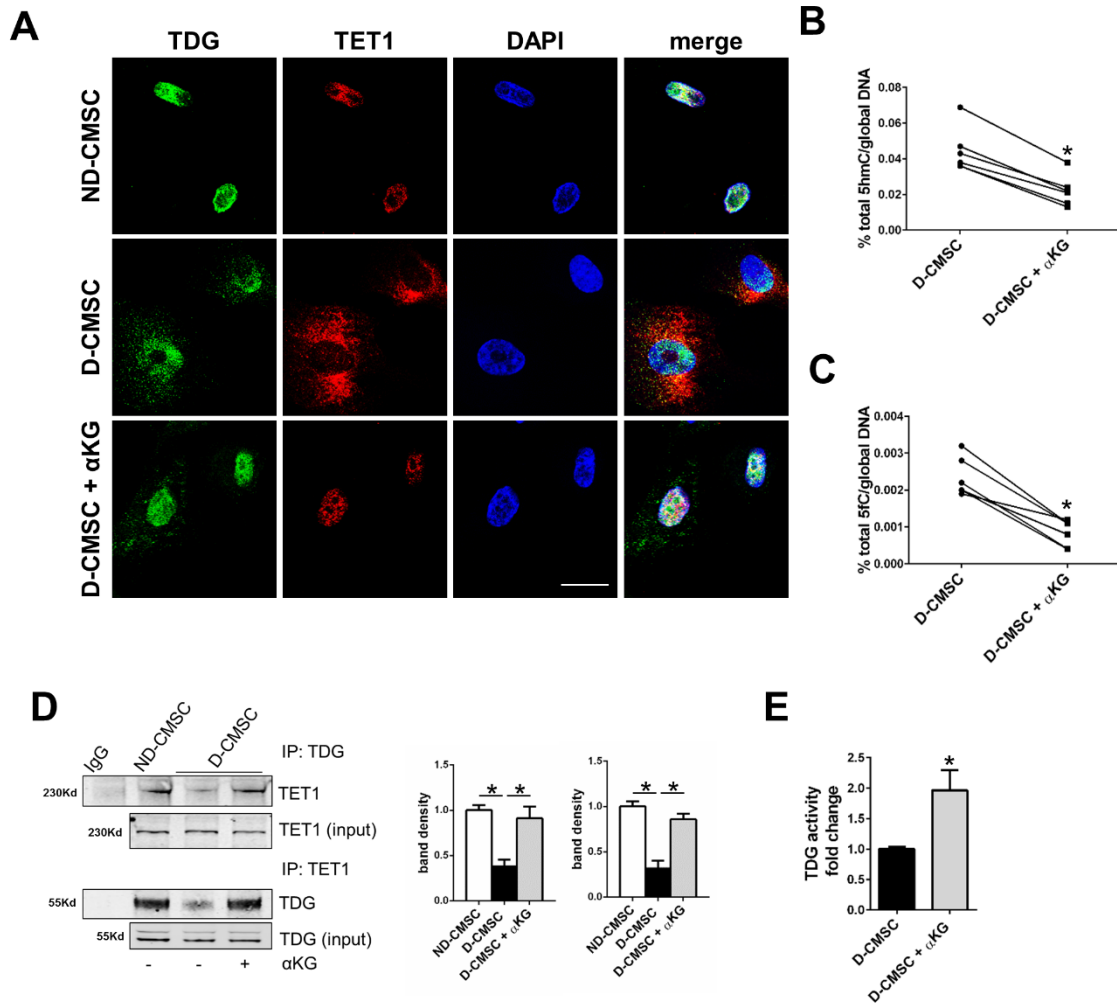 A
TDG TET1 DAPI merge
ND-CMSC
D-CMSC
D-CMSC + αKG
B
% total 5hmC/global DNA
0.08
0.06
0.04
0.02
0.00
*
D-CMSC
D-CMSC + αKG
C
% total 5fC/global DNA
0.004
0.003
0.002
0.001
0.000
*
D-CMSC
D-CMSC + αKG
D
IgG
ND-CMSC
D-CMSC
IP: TDG
230Kd TET1
230Kd TET1 (input)
IP: TET1
55Kd TDG
55Kd TDG (input)
- - + αKG
band density
1.5
1.0
0.5
0.0
* *
ND-CMSC
D-CMSC
D-CMSC + αKG
band density
1.5
1.0
0.5
0.0
* *
ND-CMSC
D-CMSC
D-CMSC + αKG
E
TDG activity
fold change
2.5
2.0
1.5
1.0
0.5
0.0
*
D-CMSC
D-CMSC + αKG